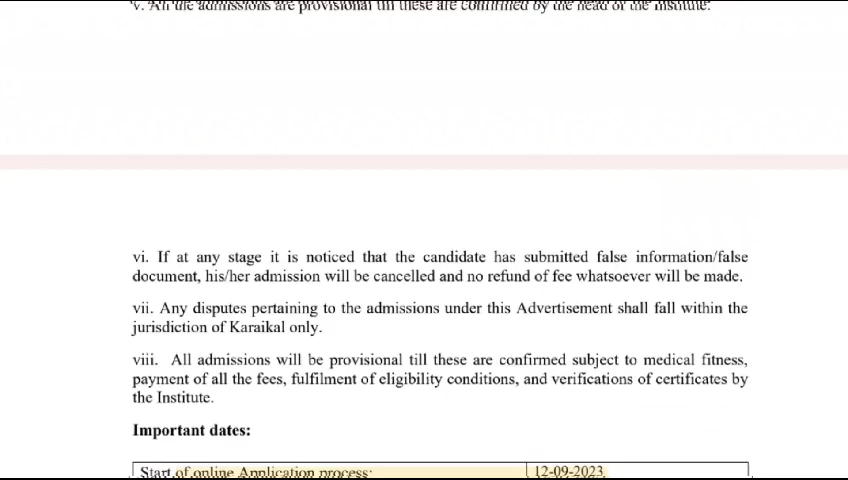 v. All the admissions are provisional till these are confirmed by the head of the institute.
vi. If at any stage it is noticed that the candidate has submitted false information/false
document, his/her admission will be cancelled and no refund of fee whatsoever will be made.
vii. Any disputes pertaining to the admissions under this Advertisement shall fall within the
jurisdiction of Karaikal only.
viii. All admissions will be provisional till these are confirmed subject to medical fitness,
payment of all the fees, fulfilment of eligibility conditions, and verifications of certificates by
the Institute.
Important dates:
Start of online Application process: 12-09-2023